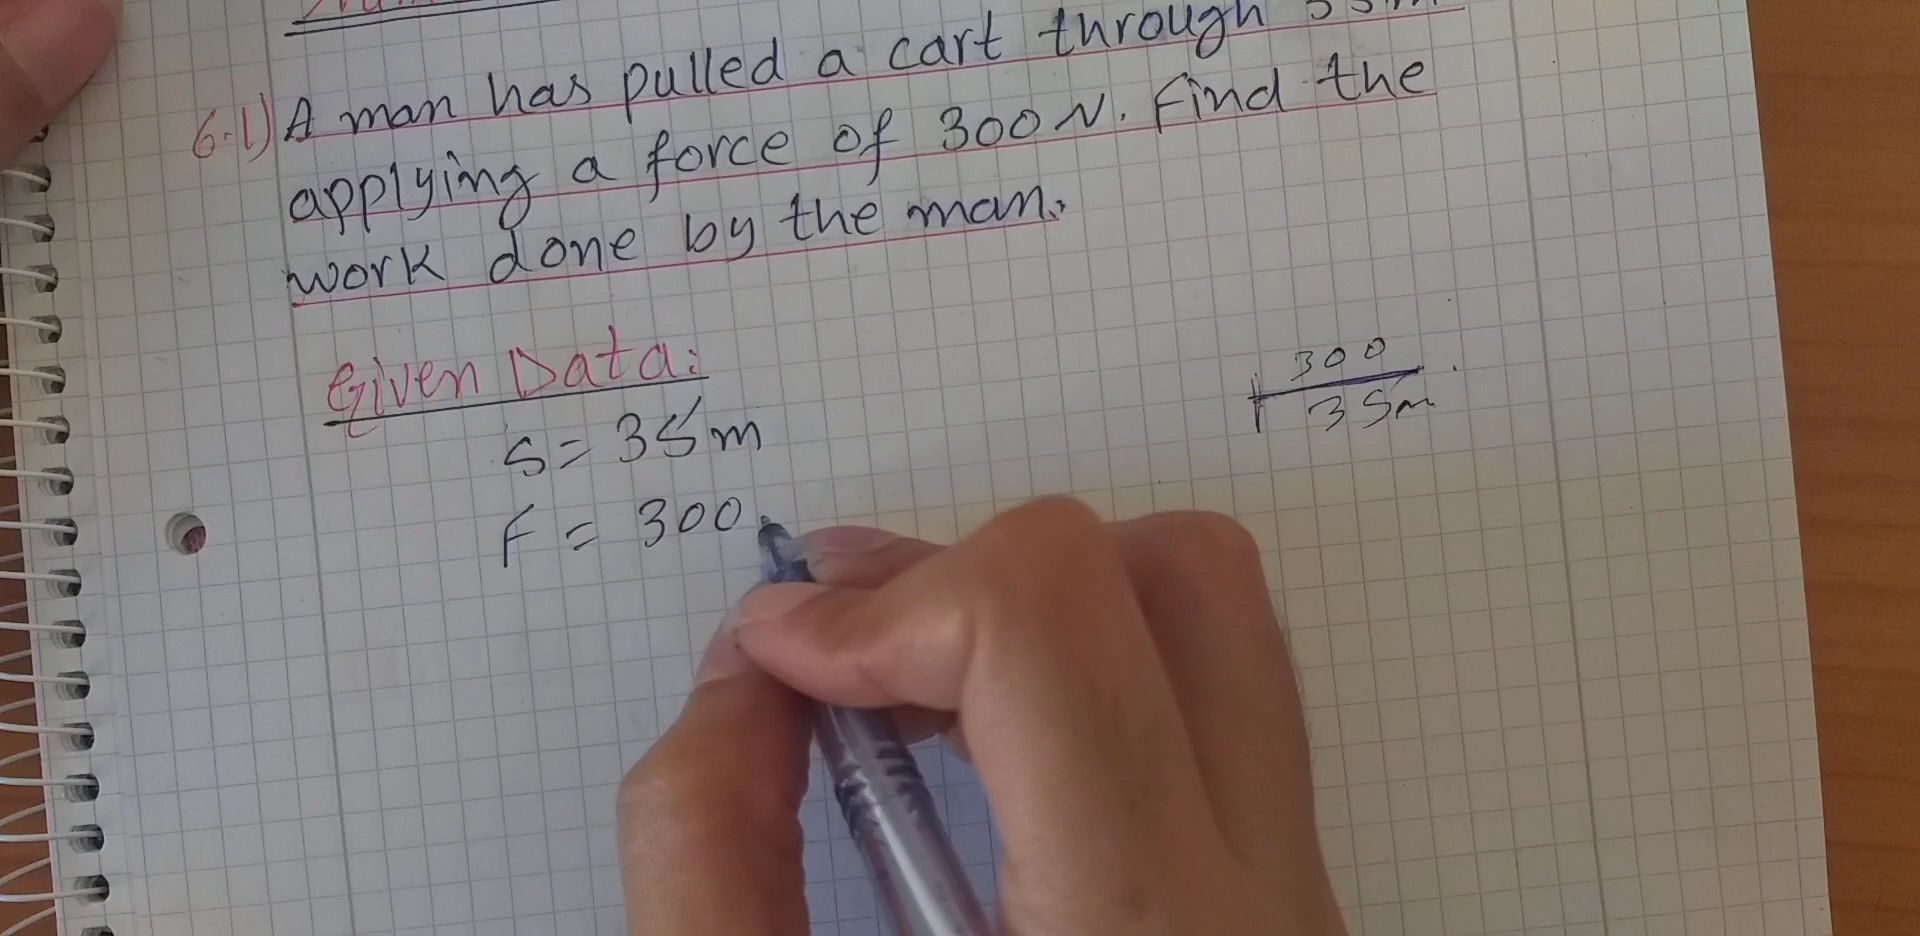 6.1) A man has pulled a cart through 35m
applying a force of 300 N. Find the
work done by the man.
Given Data:
S = 35m
F = 300
300
35m